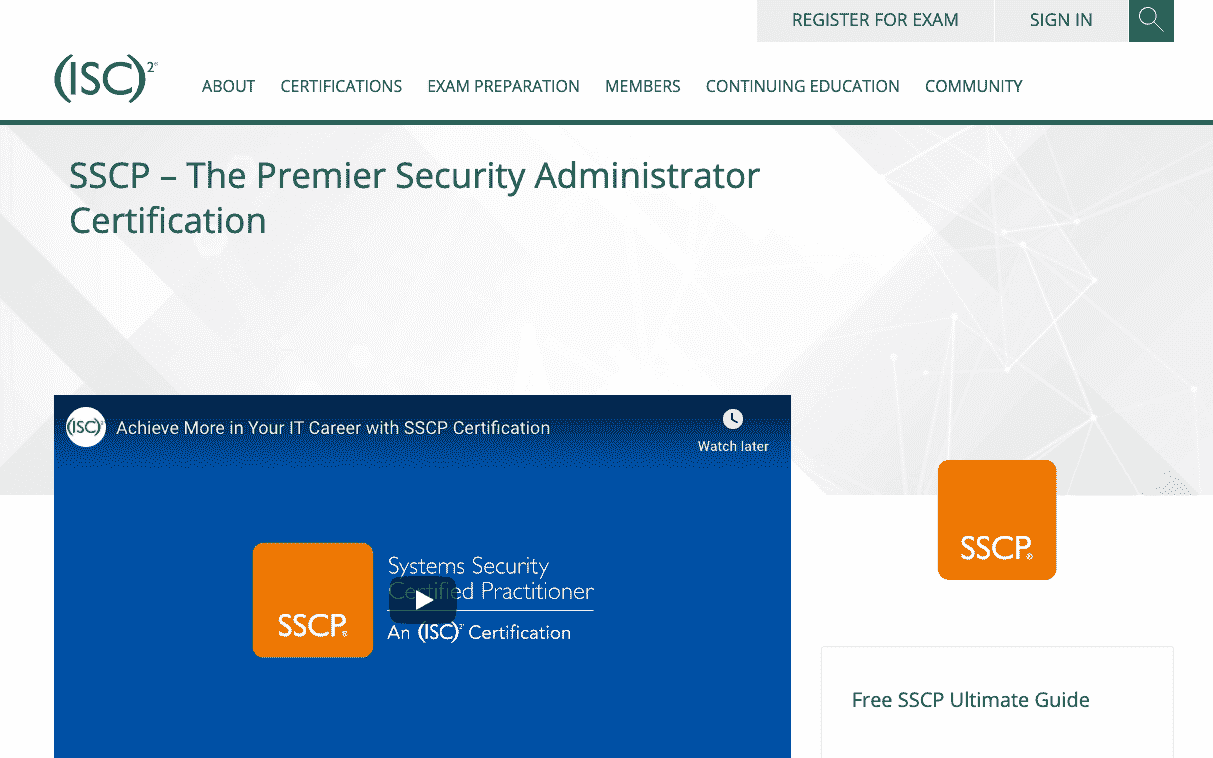 REGISTER FOR EXAM
SIGN IN
(ISC)²®
ABOUT
CERTIFICATIONS
EXAM PREPARATION
MEMBERS
CONTINUING EDUCATION
COMMUNITY
SSCP – The Premier Security Administrator
Certification
(ISC)²
Achieve More in Your IT Career with SSCP Certification
Watch later
SSCP®
Systems Security
Certified Practitioner
An (ISC)²® Certification
SSCP®
Free SSCP Ultimate Guide